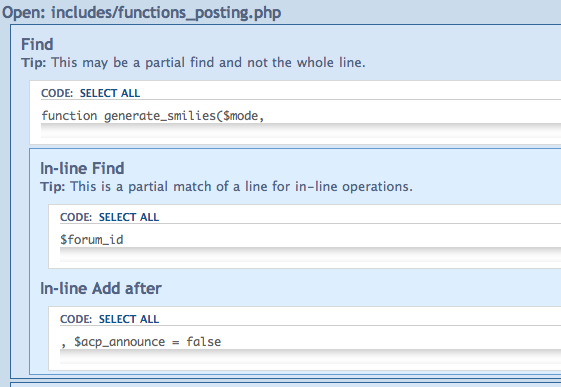 Open: includes/functions_posting.php
Find
Tip: This may be a partial find and not the whole line.
CODE: SELECT ALL
function generate_smilies($mode,
In-line Find
Tip: This is a partial match of a line for in-line operations.
CODE: SELECT ALL
$forum_id
In-line Add after
CODE: SELECT ALL
, $acp_announce = false